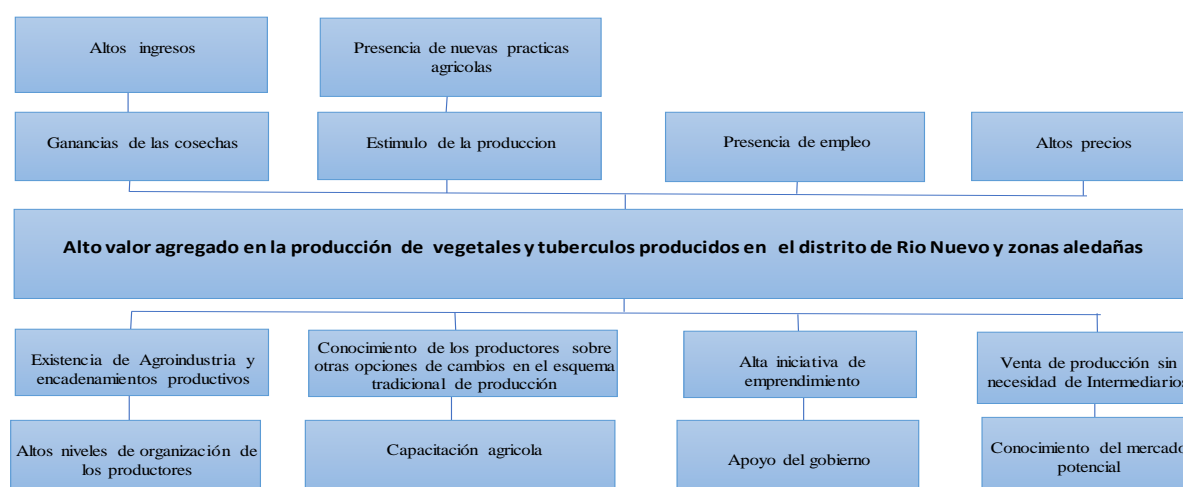 Altos ingresos
Presencia de nuevas practicas
agricolas
Ganancias de las cosechas
Estimulo de la produccion
Presencia de empleo
Altos precios
Alto valor agregado en la producción de vegetales y tuberculos producidos en el distrito de Rio Nuevo y zonas aledañas
Existencia de Agroindustria y
encadenamientos productivos
Conocimiento de los productores sobre
otras opciones de cambios en el esquema
tradicional de producción
Alta iniciativa de
emprendimiento
Venta de producción sin
necesidad de Intermediarios
Altos niveles de organización de
los productores
Capacitación agricola
Apoyo del gobierno
Conocimiento del mercado
potencial